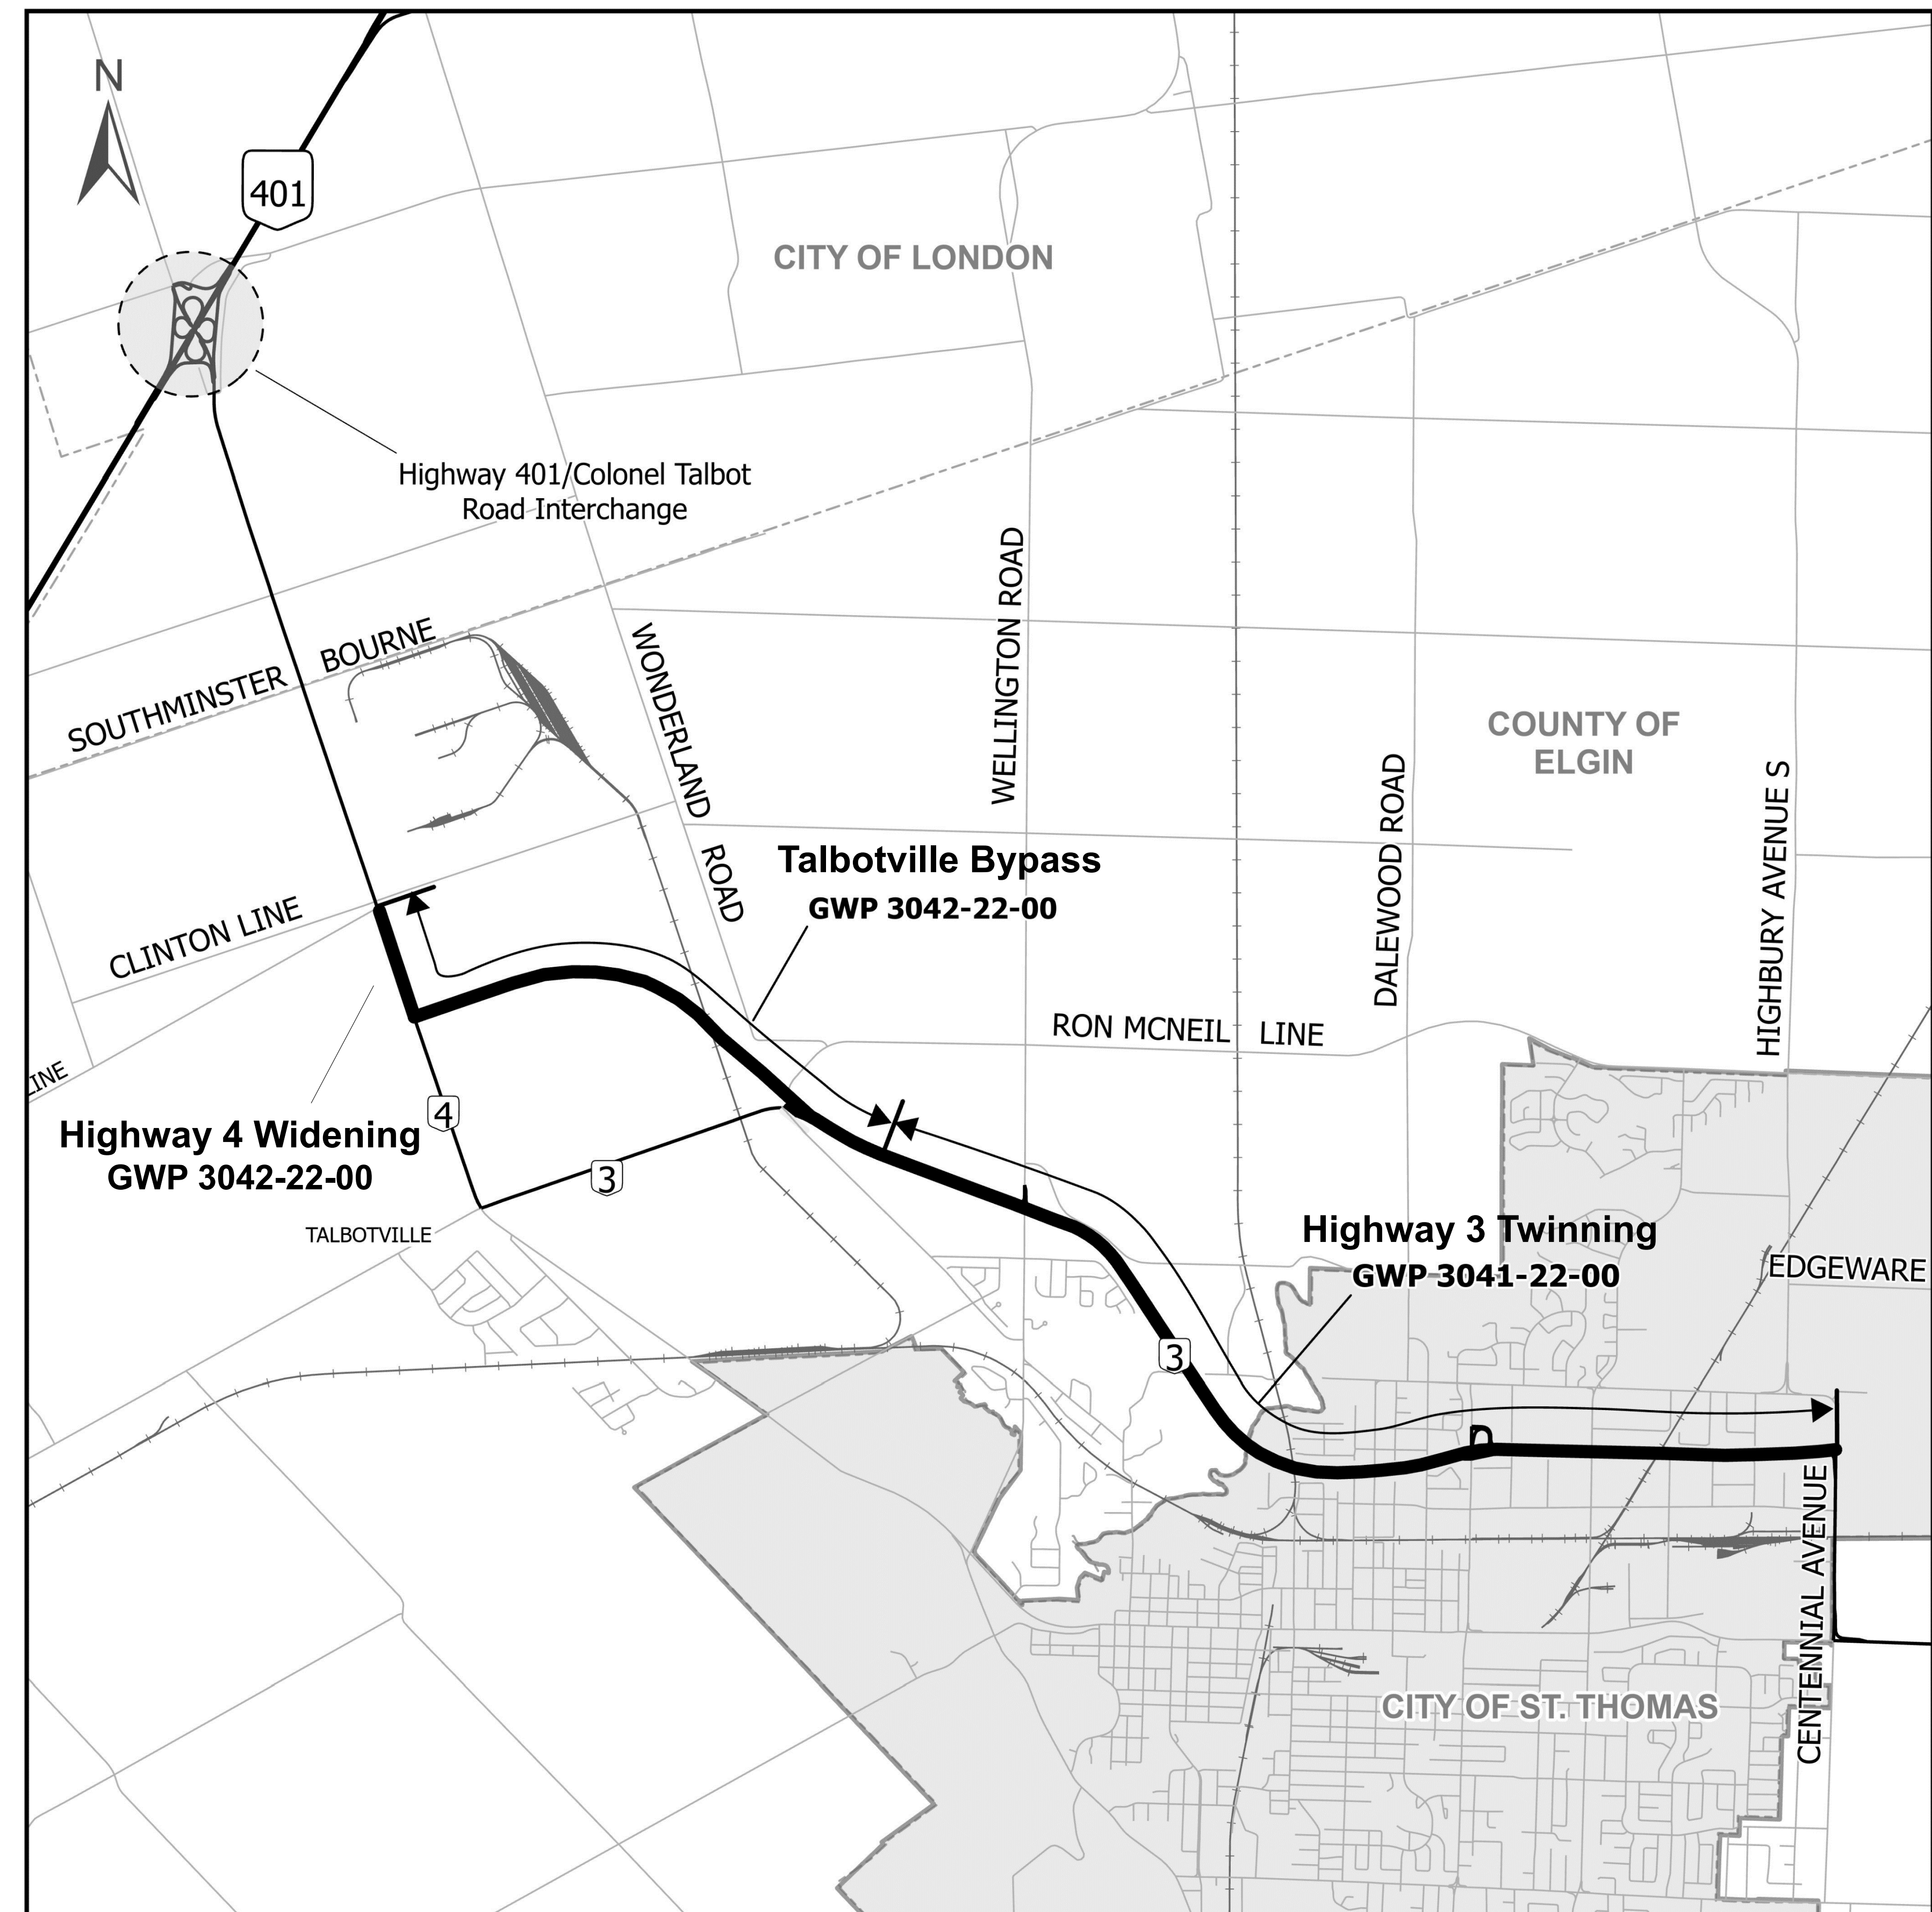 N
401
CITY OF LONDON
Highway 401/Colonel Talbot
Road Interchange
WELLINGTON ROAD
SOUTHMINSTER BOURNE
WONDERLAND ROAD
COUNTY OF
ELGIN
DALEWOOD ROAD
HIGHBURY AVENUE S
Talbotville Bypass
GWP 3042-22-00
CLINTON LINE
RON MCNEIL LINE
INE
4
Highway 4 Widening
GWP 3042-22-00
3
TALBOTVILLE
Highway 3 Twinning
GWP 3041-22-00
EDGEWARE
3
CENTENNIAL AVENUE
CITY OF ST. THOMAS